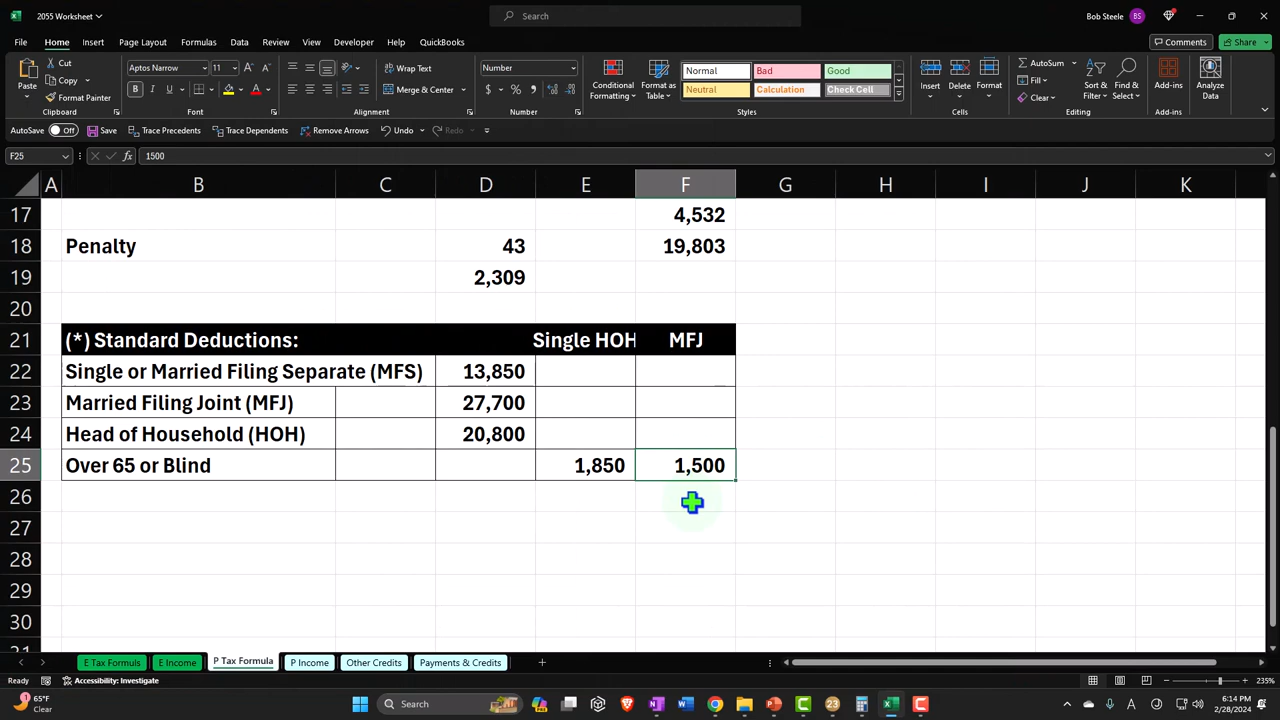 2055 Worksheet
Search
Bob Steele BS
File Home Insert Page Layout Formulas Data Review View Developer Help QuickBooks Comments Share
Paste Cut Copy Format Painter Clipboard
Aptos Narrow 11 Font
Wrap Text Merge & Center Alignment
Number Number
Conditional Formatting Format as Table
Normal Bad Good
Neutral Calculation Check Cell
Styles
Insert Delete Format Cells
AutoSum Fill Clear Sort & Filter Find & Select Editing
Add-ins Add-ins
Analyze Data
AutoSave Off Save Trace Precedents Trace Dependents Remove Arrows Undo Redo
F25 fx 1500
A B C D E F G H I J K
17 4,532
18 Penalty 43 19,803
19 2,309
20
21 (*) Standard Deductions: Single HOH MFJ
22 Single or Married Filing Separate (MFS) 13,850
23 Married Filing Joint (MFJ) 27,700
24 Head of Household (HOH) 20,800
25 Over 65 or Blind 1,850 1,500
26
27
28
29
30
31
E Tax Formuls E Income P Tax Formula P Income Other Credits Payments & Credits
Ready Accessibility: Investigate 235%
65°F
Clear
Search
6:14 PM
2/28/2024